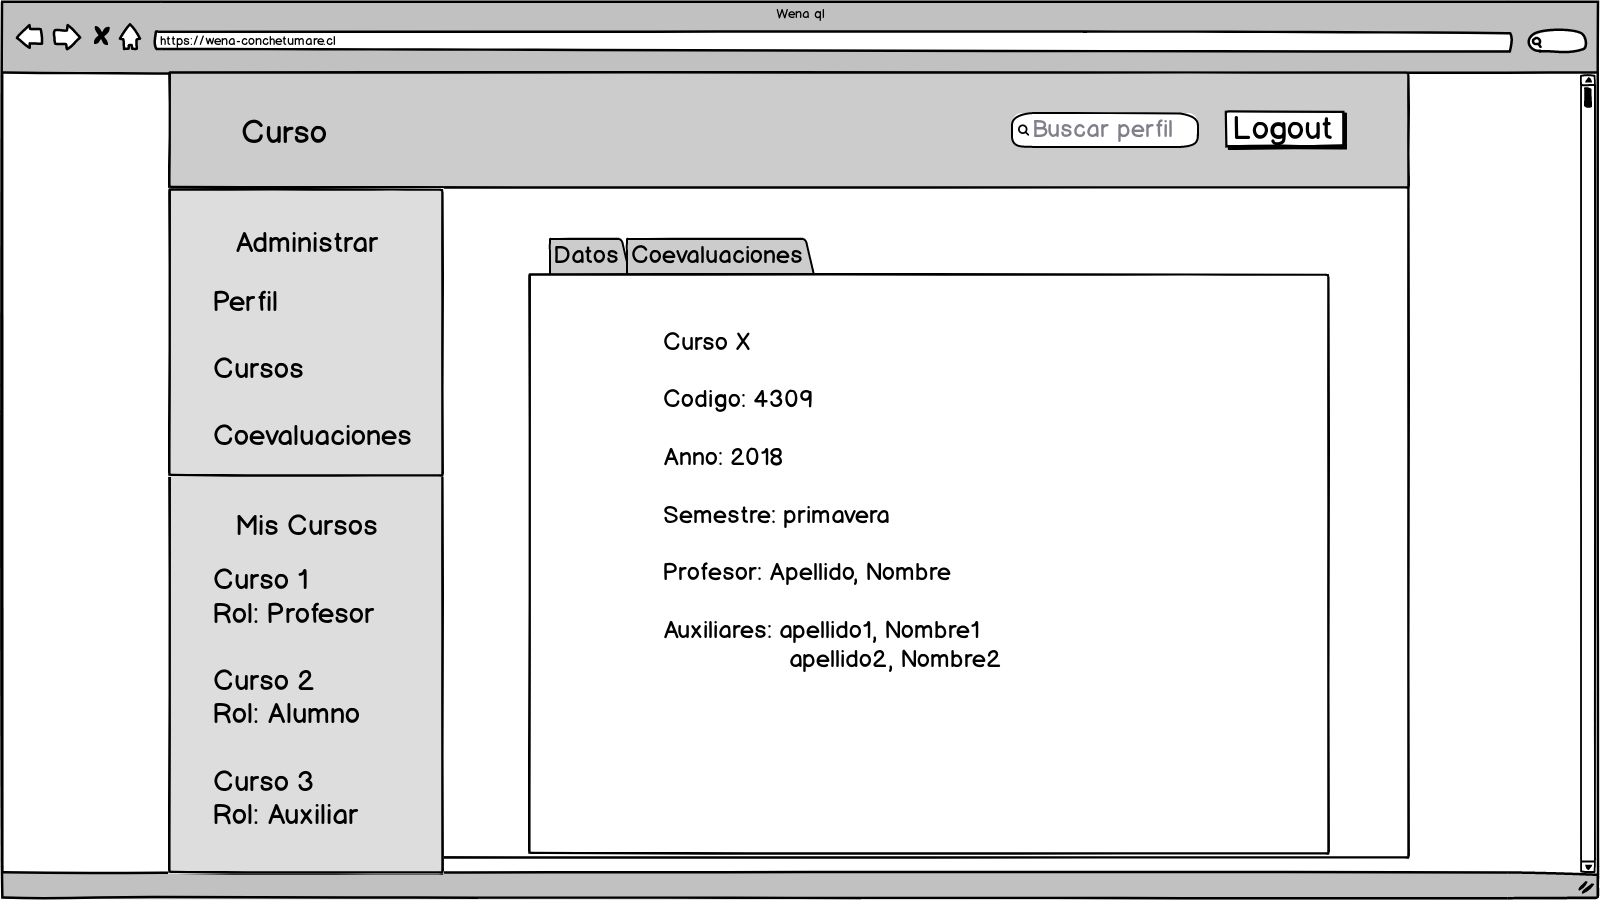 Wena ql
https://wena-conchetumare.cl
Curso
Buscar perfil
Logout
Administrar
Perfil
Cursos
Coevaluaciones
Mis Cursos
Curso 1
Rol: Profesor
Curso 2
Rol: Alumno
Curso 3
Rol: Auxiliar
Datos
Coevaluaciones
Curso X
Codigo: 4309
Anno: 2018
Semestre: primavera
Profesor: Apellido, Nombre
Auxiliares: apellido1, Nombre1
apellido2, Nombre2